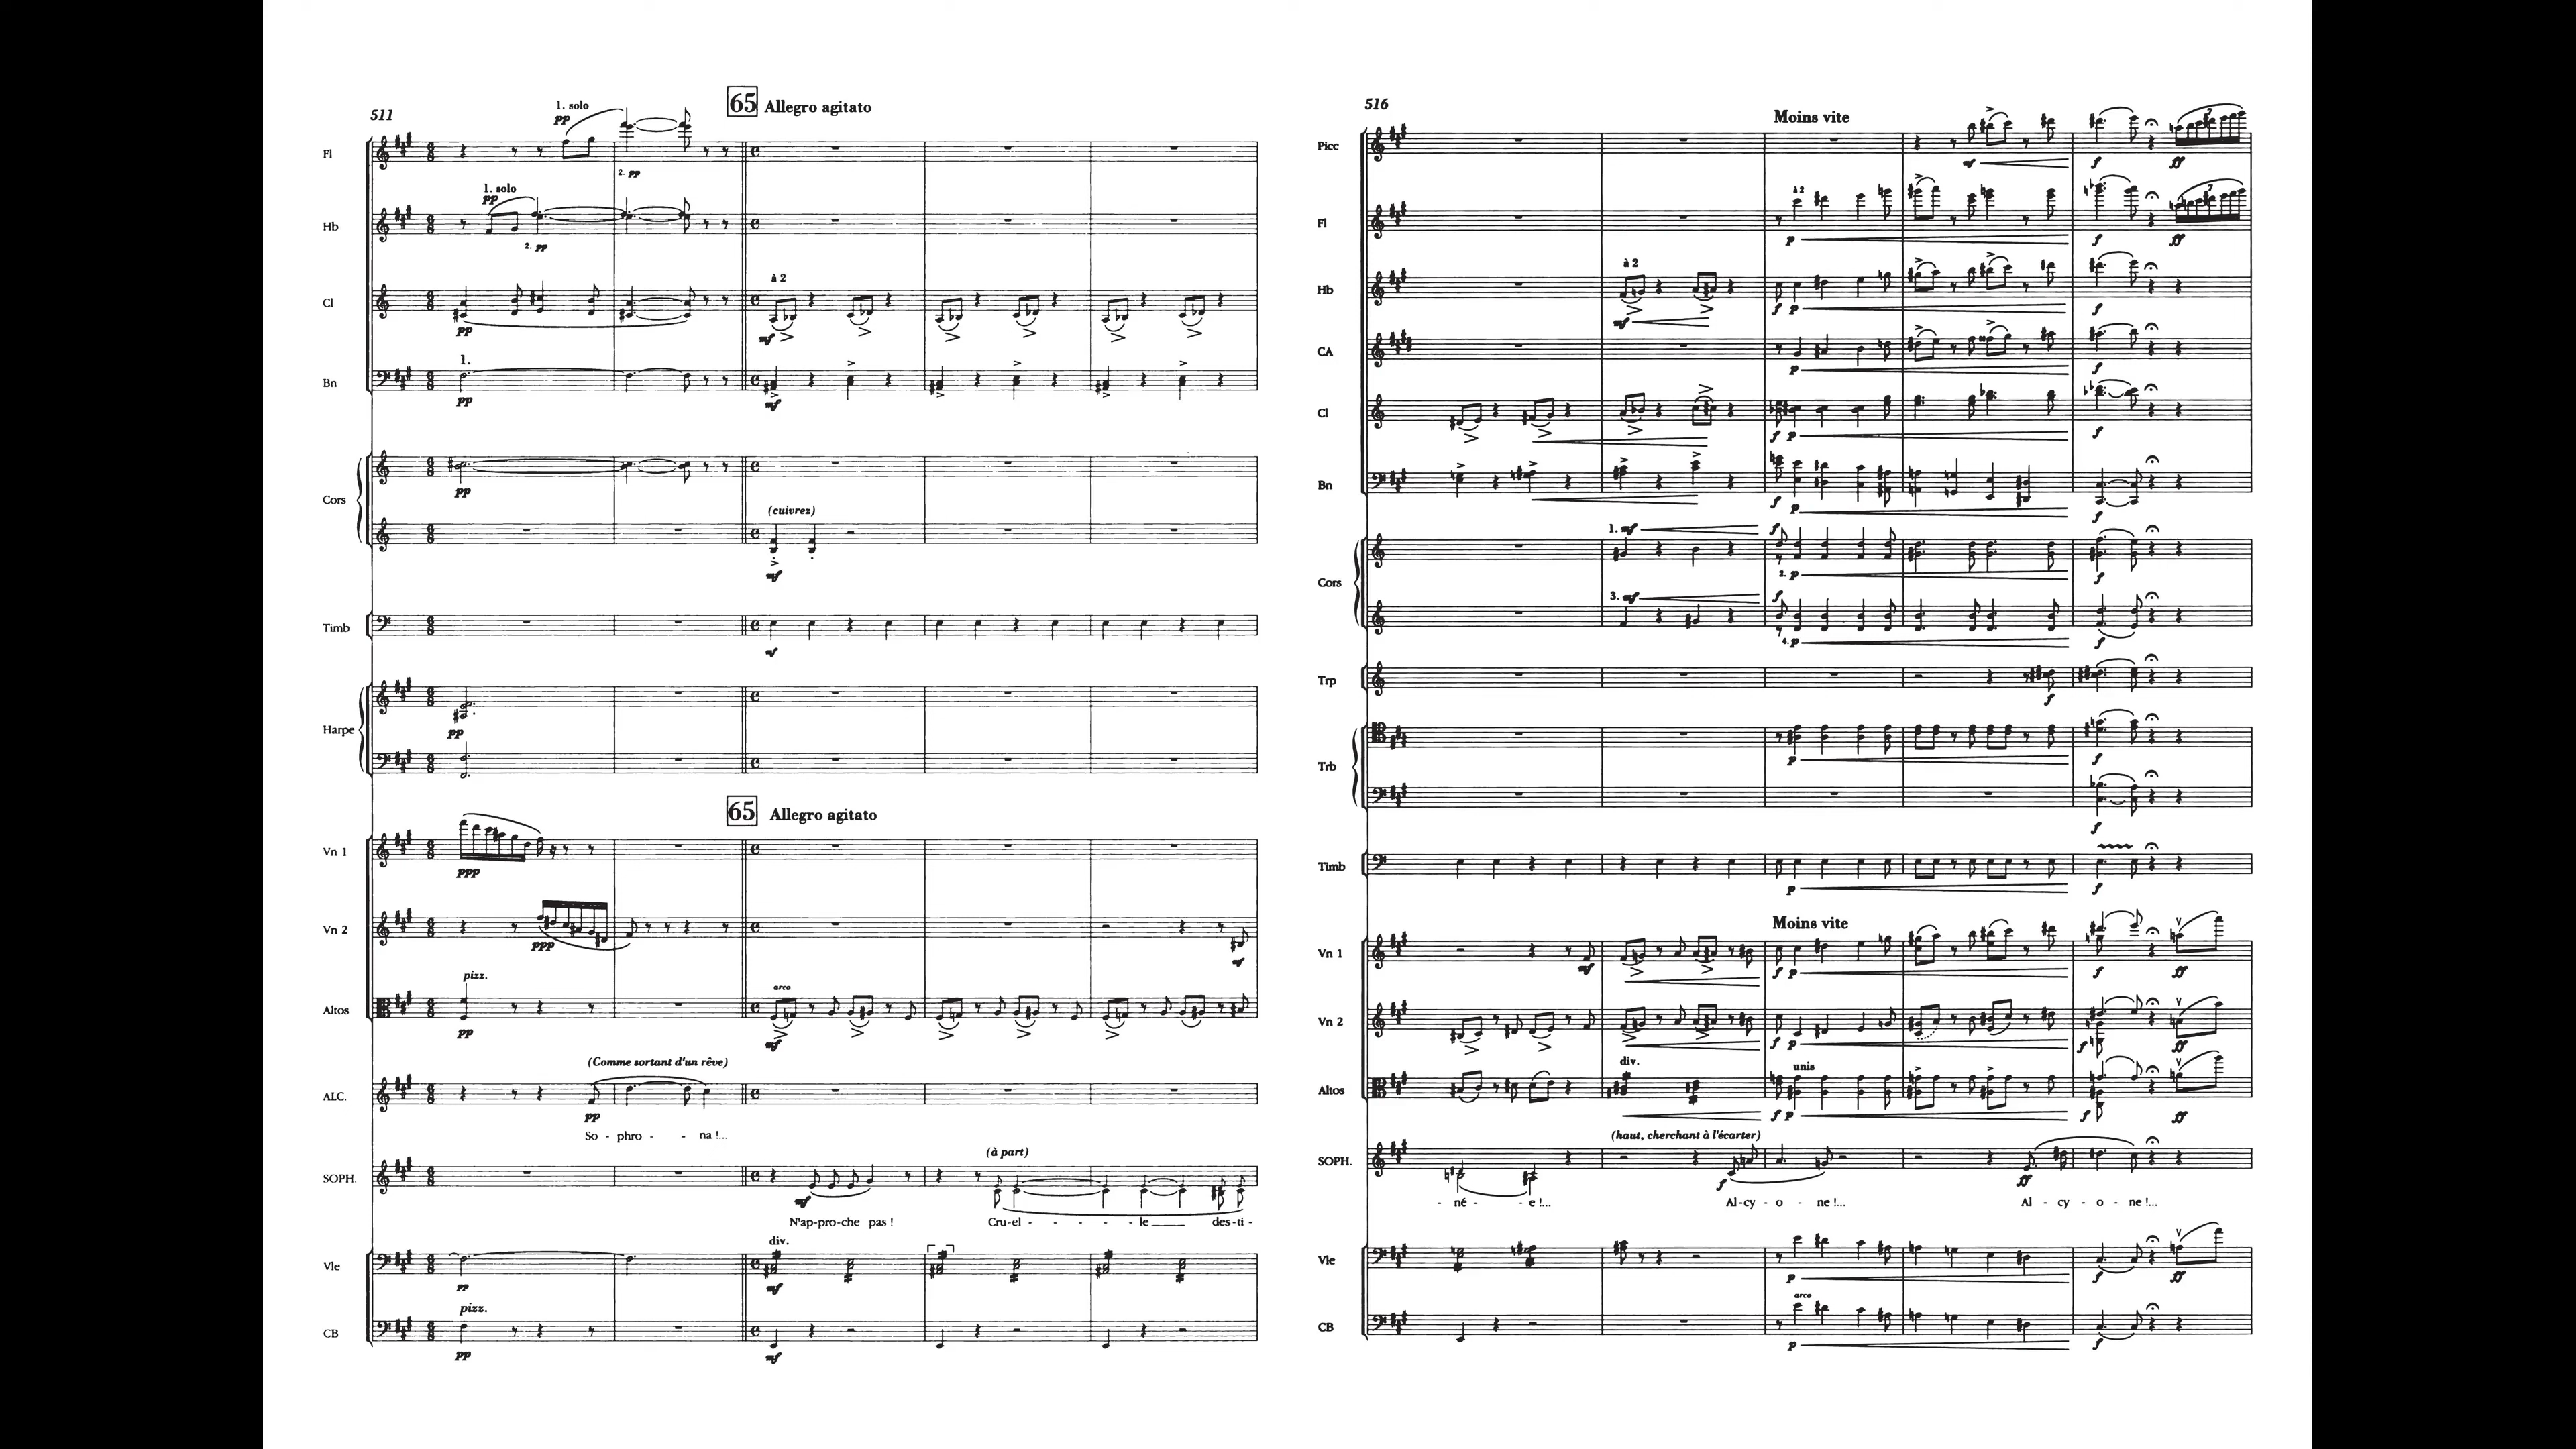 511
65 Allegro agitato
Fl
1. solo
pp
2. pp
Hb
1. solo
pp
2. pp
Cl
pp
à 2
mf
Bn
1.
pp
mf
Cors
pp
(cuivrez)
mf
Timb
mf
Harpe
pp
65 Allegro agitato
Vn 1
ppp
Vn 2
ppp
mf
Altos
pizz.
pp
arco
mf
ALC.
(Comme sortant d'un rêve)
pp
So - phro - - na !...
SOPH.
(à part)
mf
N'ap-pro-che pas ! Cru-el - - - - - le des-ti -
Vle
pp
div.
mf
CB
pizz.
pp
mf
516
Moins vite
Picc
mf f ff
7
Fl
à 2
p f ff
7
Hb
à 2
mf f p f
CA
p f
Cl
f p f
Bn
f p f
Cors
1. mf f
2. p f
3. mf f
4. p f
Trp
f
Trb
p f
f
Timb
p f
Moins vite
Vn 1
mf f p f ff
Vn 2
f p f ff
Altos
div.
unis
f p f ff
SOPH.
(haut, cherchant à l'écarter)
f ff
- né - - e !... Al-cy - o - ne !... Al - cy - o - ne !...
Vle
p f ff
CB
arco
p f